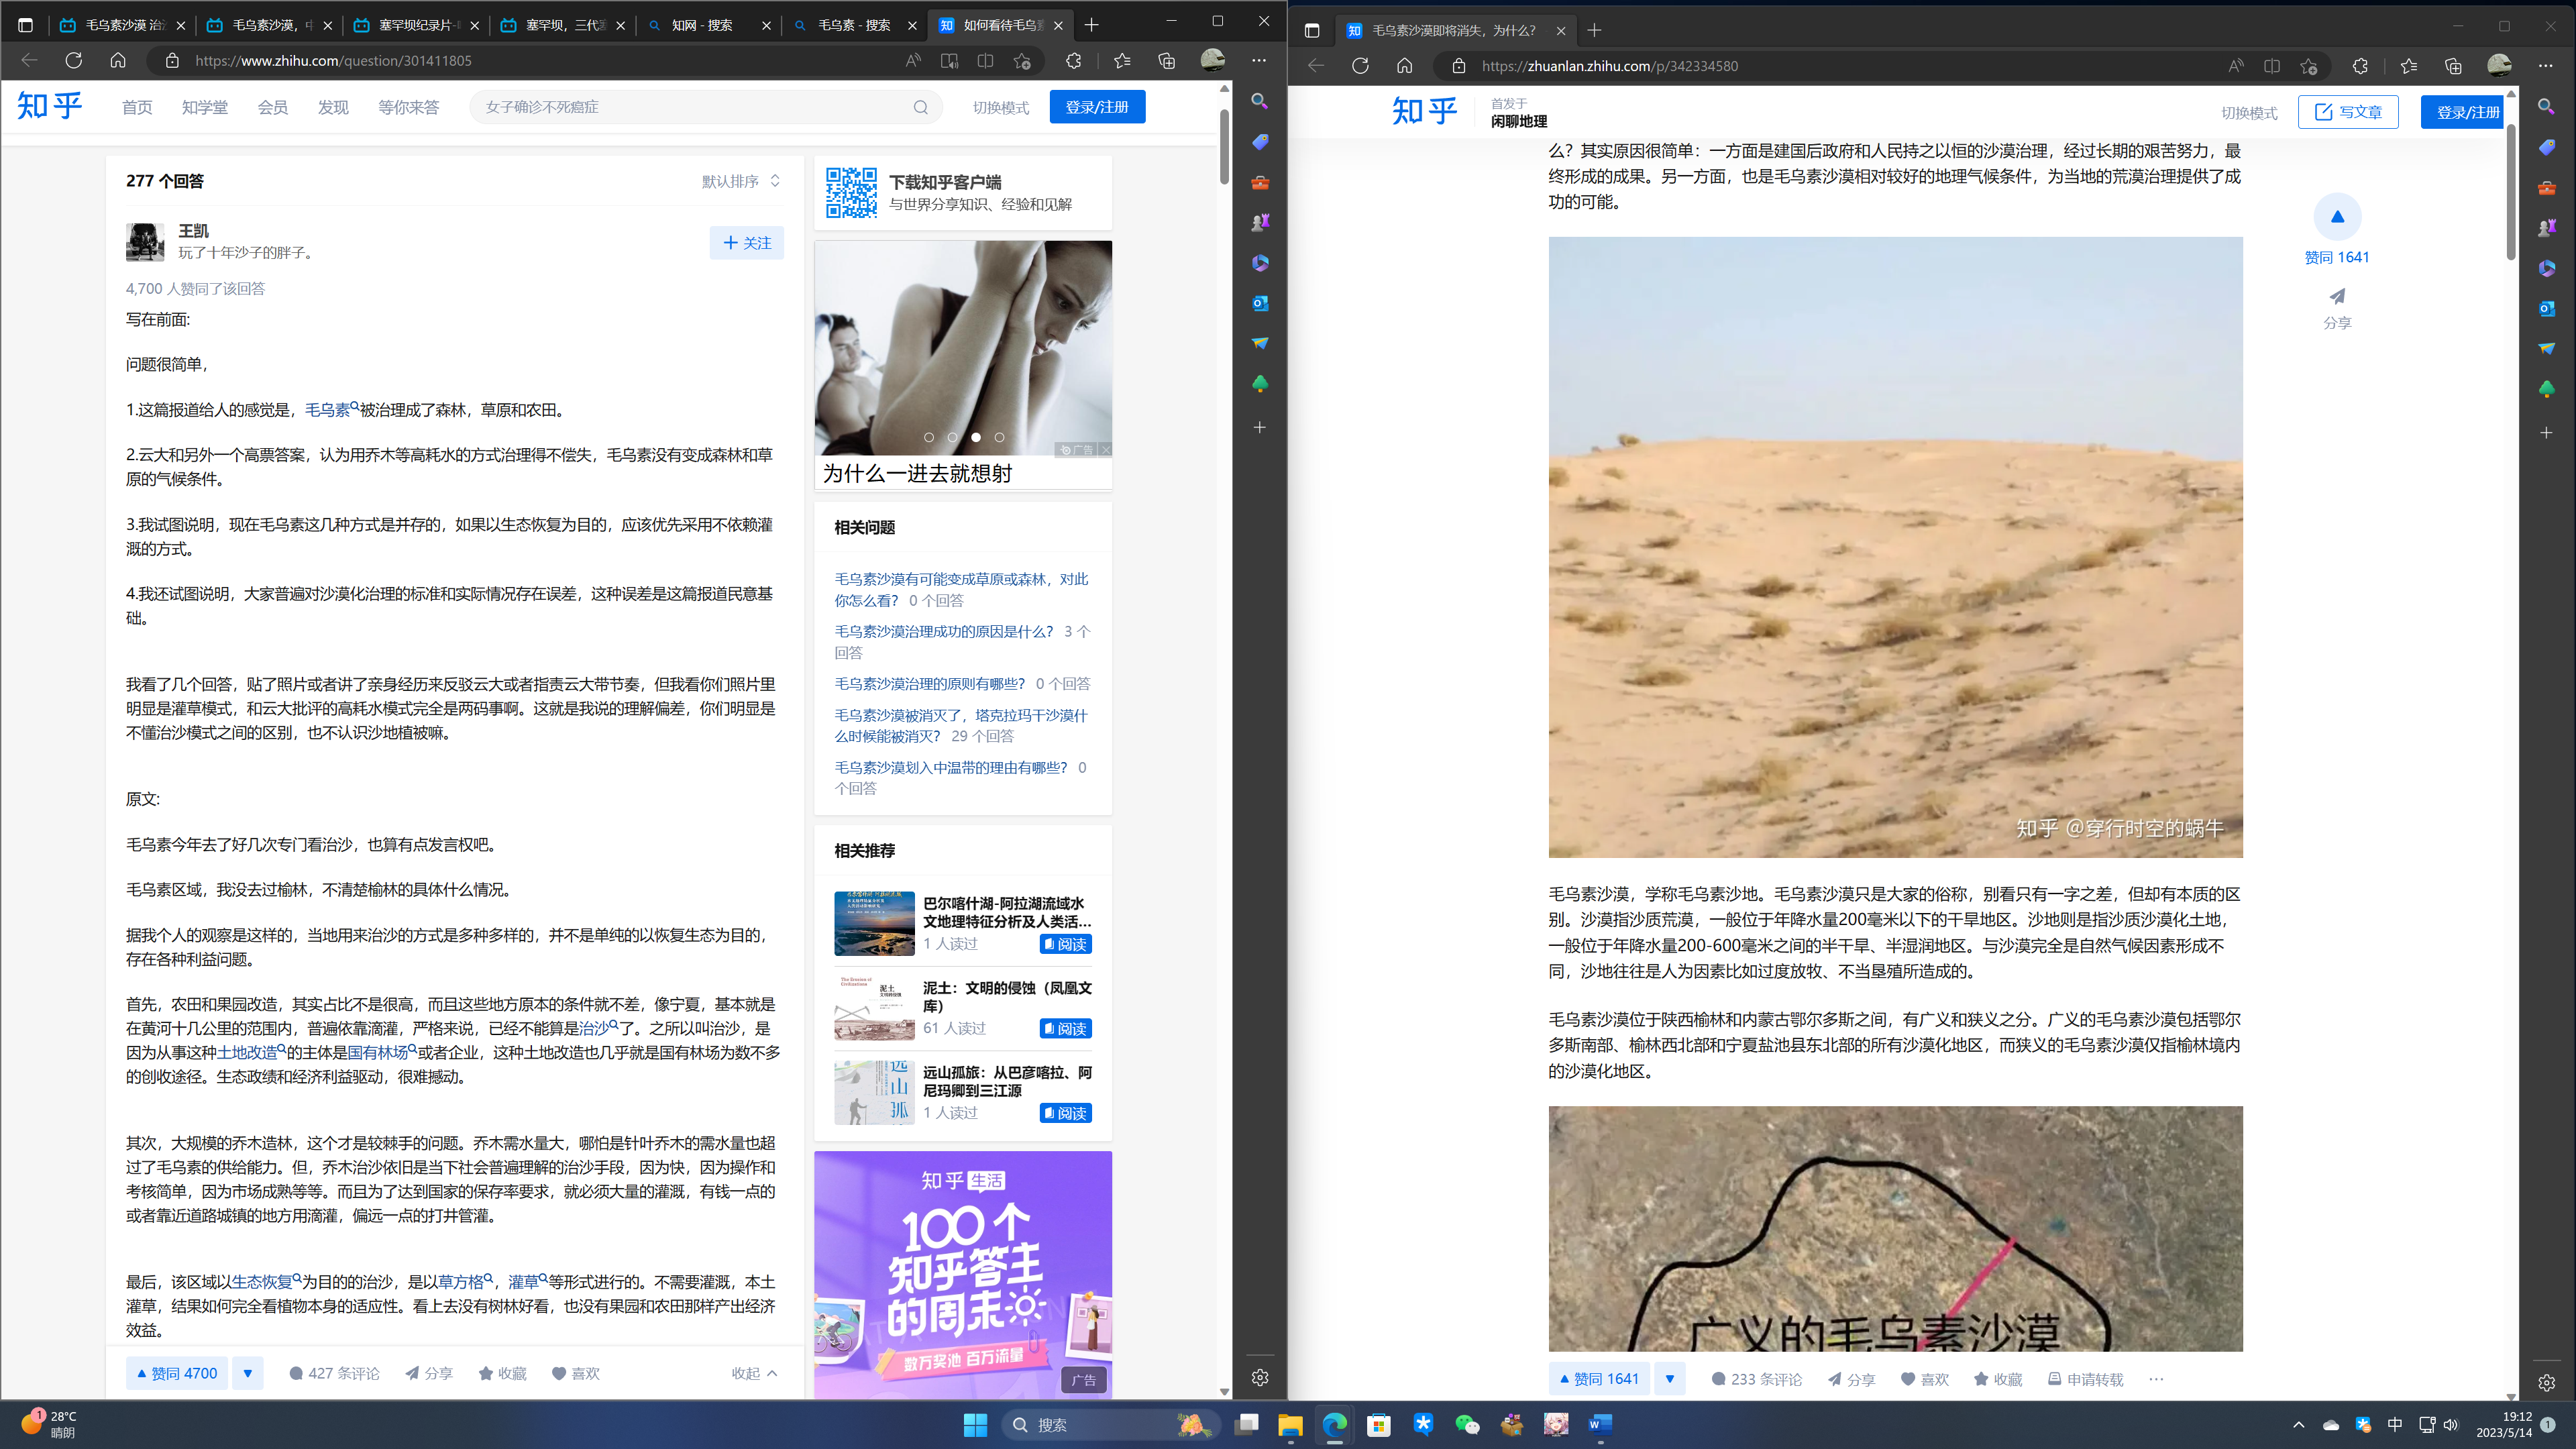 毛乌素沙漠 治
毛乌素沙漠，中
塞罕坝纪录片-
塞罕坝，三代
知网 - 搜索
毛乌素 - 搜索
如何看待毛乌素
https://www.zhihu.com/question/301411805
知乎
首页
知学堂
会员
发现
等你来答
女子确诊不死癌症
切换模式
登录/注册
277 个回答
默认排序
王凯
玩了十年沙子的胖子。
关注
4,700 人赞同了该回答
写在前面:
问题很简单，
1.这篇报道给人的感觉是，毛乌素被治理成了森林，草原和农田。
2.云大和另外一个高票答案，认为用乔木等高耗水的方式治理得不偿失，毛乌素没有变成森林和草
原的气候条件。
3.我试图说明，现在毛乌素这几种方式是并存的，如果以生态恢复为目的，应该优先采用不依赖灌
溉的方式。
4.我还试图说明，大家普遍对沙漠化治理的标准和实际情况存在误差，这种误差是这篇报道民意基
础。
我看了几个回答，贴了照片或者讲了亲身经历来反驳云大或者指责云大带节奏，但我看你们照片里
明显是灌草模式，和云大批评的高耗水模式完全是两码事啊。这就是我说的理解偏差，你们明显是
不懂治沙模式之间的区别，也不认识沙地植被嘛。
原文:
毛乌素今年去了好几次专门看治沙，也算有点发言权吧。
毛乌素区域，我没去过榆林，不清楚榆林的具体什么情况。
据我个人的观察是这样的，当地用来治沙的方式是多种多样的，并不是单纯的以恢复生态为目的，
存在各种利益问题。
首先，农田和果园改造，其实占比不是很高，而且这些地方原本的条件就不差，像宁夏，基本就是
在黄河十几公里的范围内，普遍依靠滴灌，严格来说，已经不能算是治沙了。之所以叫治沙，是
因为从事这种土地改造的主体是国有林场或者企业，这种土地改造也几乎就是国有林场为数不多
的创收途径。生态政绩和经济利益驱动，很难撼动。
其次，大规模的乔木造林，这个才是较棘手的问题。乔木需水量大，哪怕是针叶乔木的需水量也超
过了毛乌素的供给能力。但，乔木治沙依旧是当下社会普遍理解的治沙手段，因为快，因为操作和
考核简单，因为市场成熟等等。而且为了达到国家的保存率要求，就必须大量的灌溉，有钱一点的
或者靠近道路城镇的地方用滴灌，偏远一点的打井管灌。
最后，该区域以生态恢复为目的的治沙，是以草方格，灌草等形式进行的。不需要灌溉，本土
灌草，结果如何完全看植物本身的适应性。看上去没有树林好看，也没有果园和农田那样产出经济
效益。
赞同 4700
427 条评论
分享
收藏
喜欢
收起
下载知乎客户端
与世界分享知识、经验和见解
广告
为什么一进去就想射
相关问题
毛乌素沙漠有可能变成草原或森林，对此
你怎么看？ 0 个回答
毛乌素沙漠治理成功的原因是什么？ 3 个
回答
毛乌素沙漠治理的原则有哪些？ 0 个回答
毛乌素沙漠被消灭了，塔克拉玛干沙漠什
么时候能被消灭？ 29 个回答
毛乌素沙漠划入中温带的理由有哪些？ 0
个回答
相关推荐
巴尔喀什湖-阿拉湖流域水
文地理特征分析及人类活...
1 人读过
阅读
泥土
泥土：文明的侵蚀（凤凰文
库）
61 人读过
阅读
远山孤
远山孤旅：从巴彦喀拉、阿
尼玛卿到三江源
1 人读过
阅读
知乎 生活
100个
知乎答主
的周末
数万奖池 百万流量
广告
毛乌素沙漠即将消失，为什么？
https://zhuanlan.zhihu.com/p/342334580
知乎
首发于
闲聊地理
切换模式
写文章
登录/注册
么？其实原因很简单：一方面是建国后政府和人民持之以恒的沙漠治理，经过长期的艰苦努力，最
终形成的成果。另一方面，也是毛乌素沙漠相对较好的地理气候条件，为当地的荒漠治理提供了成
功的可能。
赞同 1641
分享
知乎 @穿行时空的蜗牛
毛乌素沙漠，学称毛乌素沙地。毛乌素沙漠只是大家的俗称，别看只有一字之差，但却有本质的区
别。沙漠指沙质荒漠，一般位于年降水量200毫米以下的干旱地区。沙地则是指沙质沙漠化土地，
一般位于年降水量200-600毫米之间的半干旱、半湿润地区。与沙漠完全是自然气候因素形成不
同，沙地往往是人为因素比如过度放牧、不当垦殖所造成的。
毛乌素沙漠位于陕西榆林和内蒙古鄂尔多斯之间，有广义和狭义之分。广义的毛乌素沙漠包括鄂尔
多斯南部、榆林西北部和宁夏盐池县东北部的所有沙漠化地区，而狭义的毛乌素沙漠仅指榆林境内
的沙漠化地区。
广义的毛乌素沙漠
赞同 1641
233 条评论
分享
喜欢
收藏
申请转载
1
28°C
晴朗
搜索
中
19:12
2023/5/14
1